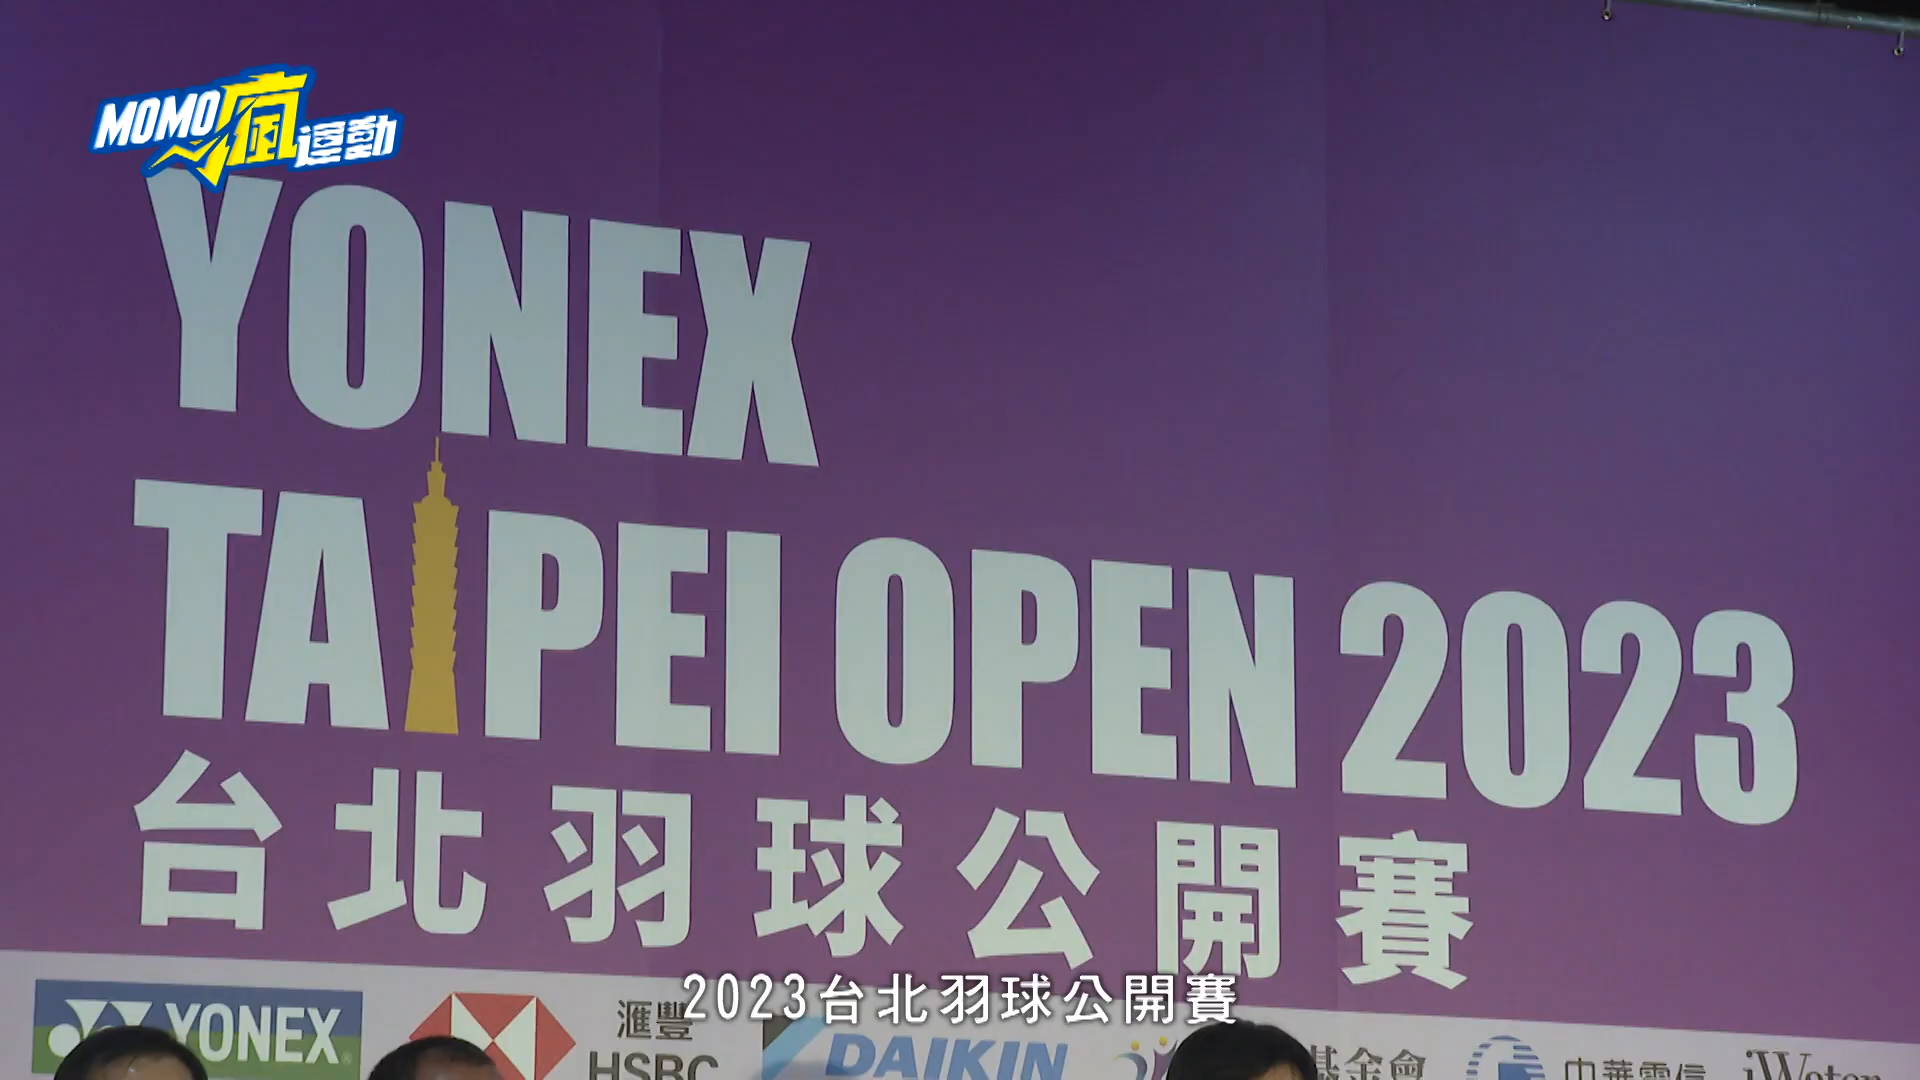 MOMO瘋運動
YONEX
TAIPEI OPEN 2023
台北羽球公開賽
2023台北羽球公開賽
YONEX
滙豐
HSBC
DAIKIN
基金會
中華電信
iWater